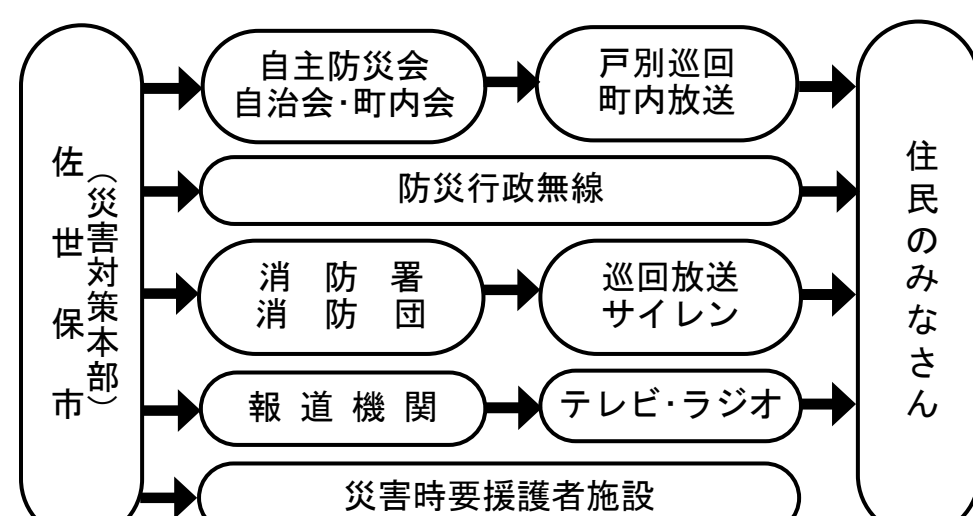 佐世保市
(災害対策本部)
自主防災会
自治会・町内会
戸別巡回
町内放送
防災行政無線
消防署
消防団
巡回放送
サイレン
報道機関
テレビ・ラジオ
災害時要援護者施設
住民のみなさん